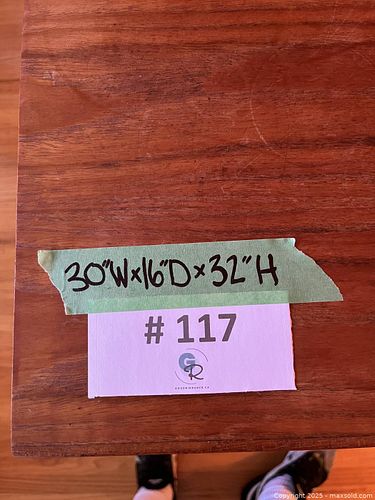 30"W x 16"D x 32"H
# 117
GR
Copyright 2025 - maxsold.com